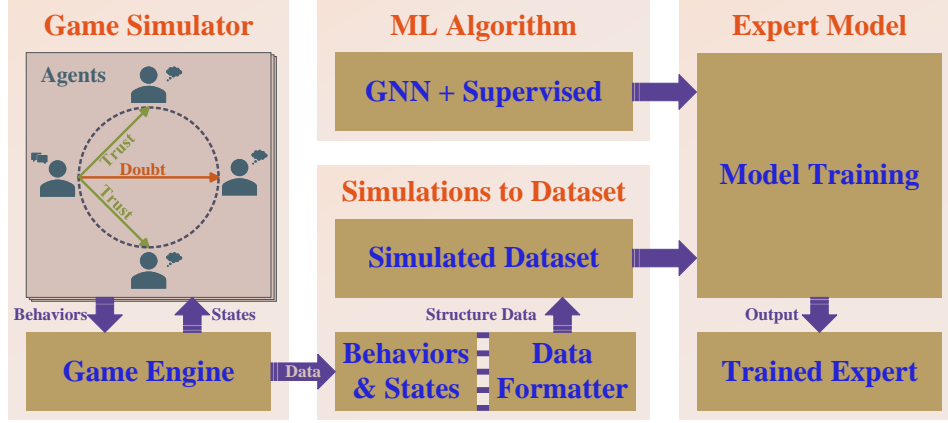 Game Simulator
Agents
Trust
Doubt
Trust
Behaviors
States
Game Engine
Data
ML Algorithm
GNN + Supervised
Simulations to Dataset
Simulated Dataset
Structure Data
Behaviors
& States
Data
Formatter
Expert Model
Model Training
Output
Trained Expert